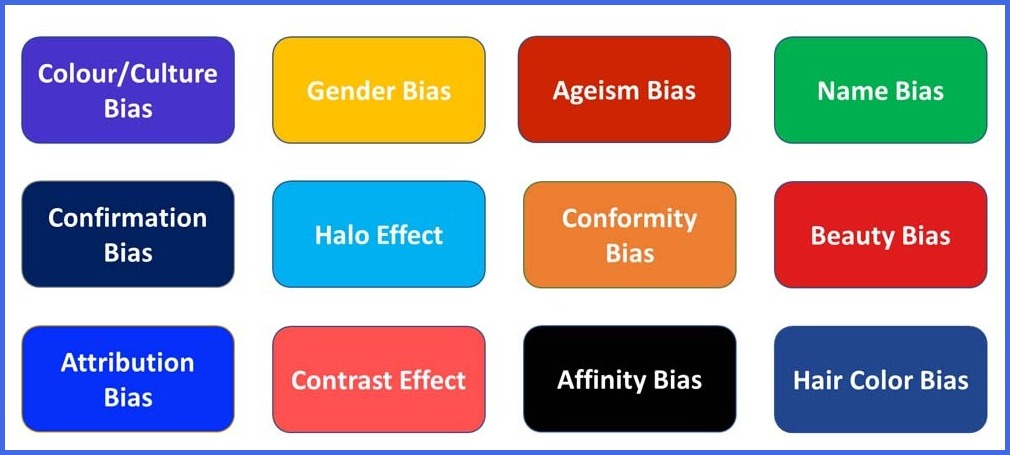 Colour/Culture
Bias
Gender Bias
Ageism Bias
Name Bias
Confirmation
Bias
Halo Effect
Conformity
Bias
Beauty Bias
Attribution
Bias
Contrast Effect
Affinity Bias
Hair Color Bias